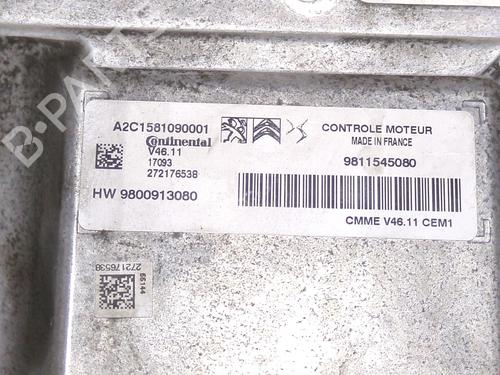 A2C1581090001
Continental
V46.11
17093
272176538
HW 9800913080
CONTROLE MOTEUR
MADE IN FRANCE
9811545080
CMME V46.11 CEM1
65144
272176538
B-PARTS